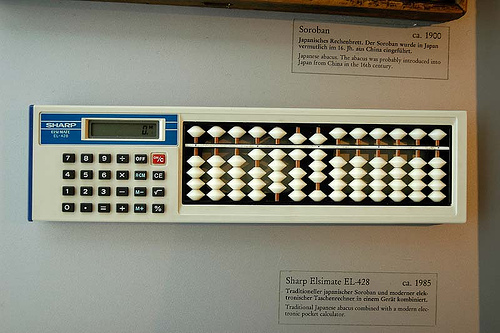 Soroban ca. 1900
Japanisches Rechenbrett. Der Soroban wurde in Japan
vermutlich im 16. Jh. aus China eingeführt.
Japanese abacus. The abacus was probably introduced into
Japan from China in the 16th century.
SHARP
ELSI MATE
EL-428
0.
7 8 9 ÷ OFF %
4 5 6 × RCM CE
1 2 3 − M− √
0 . = + M+ %
Sharp Elsimate EL-428 ca. 1985
Traditioneller japanischer Soroban und moderner elek-
tronischer Taschenrechner in einem Gerät kombiniert.
Traditional Japanese abacus combined with a modern elec-
tronic pocket calculator.